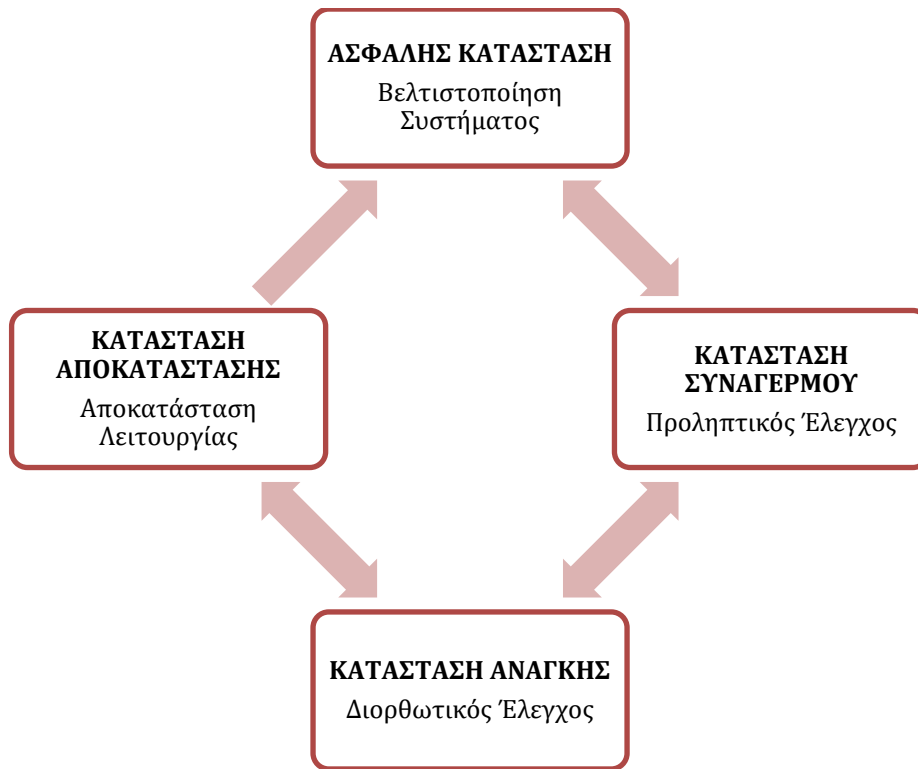 ΑΣΦΑΛΗΣ ΚΑΤΑΣΤΑΣΗ
Βελτιστοποίηση
Συστήματος
ΚΑΤΑΣΤΑΣΗ
ΑΠΟΚΑΤΑΣΤΑΣΗΣ
Αποκατάσταση
Λειτουργίας
ΚΑΤΑΣΤΑΣΗ
ΣΥΝΑΓΕΡΜΟΥ
Προληπτικός Έλεγχος
ΚΑΤΑΣΤΑΣΗ ΑΝΑΓΚΗΣ
Διορθωτικός Έλεγχος